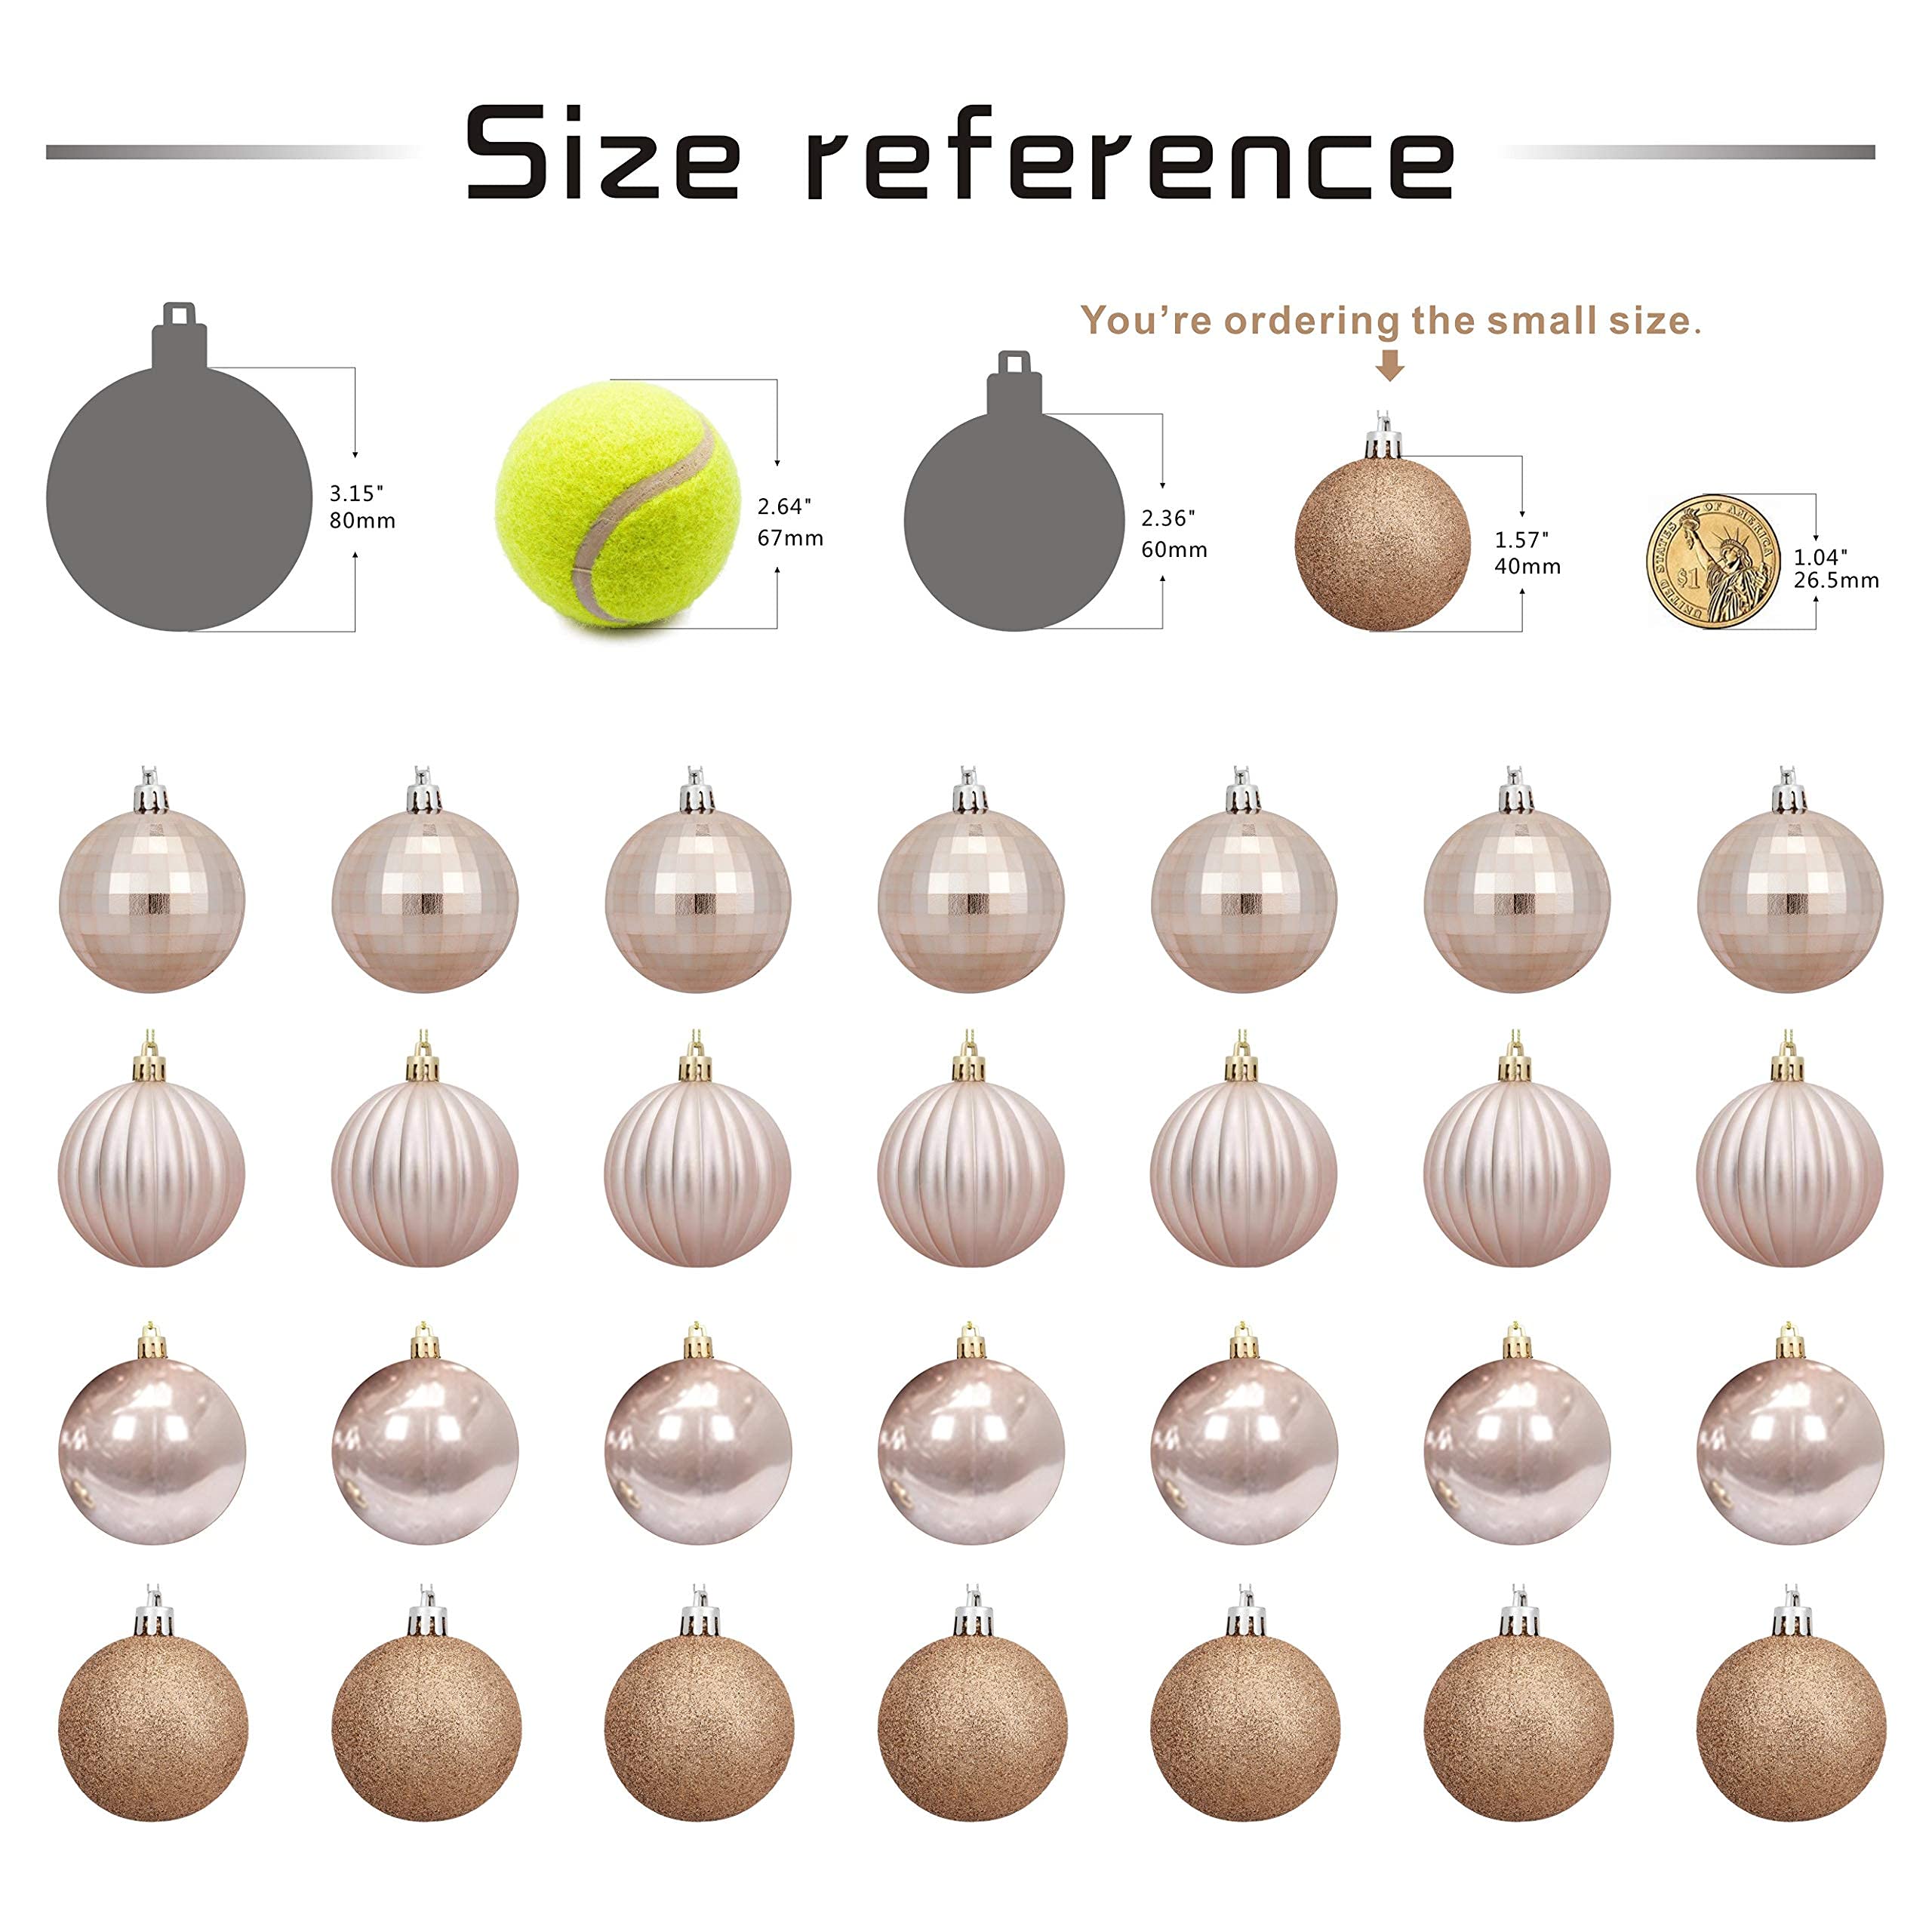 Size reference
You're ordering the small size.
3.15"
80mm
2.64"
67mm
2.36"
60mm
1.57"
40mm
1.04"
26.5mm
UNITED STATES OF AMERICA
$1